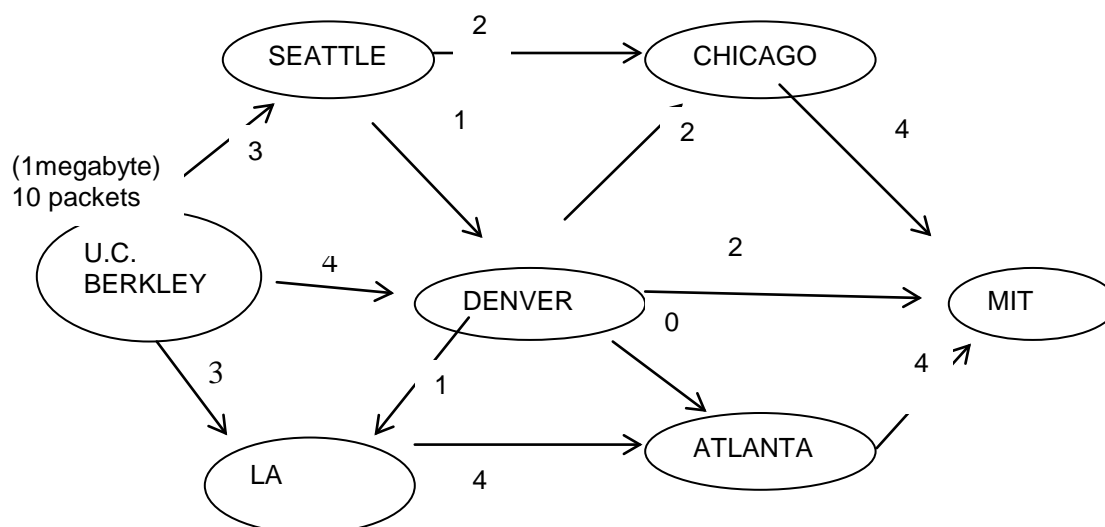 2
SEATTLE
CHICAGO
1
2
4
3
(1megabyte)
10 packets
U.C.
BERKLEY
4
2
DENVER
0
MIT
3
1
4
ATLANTA
LA
4